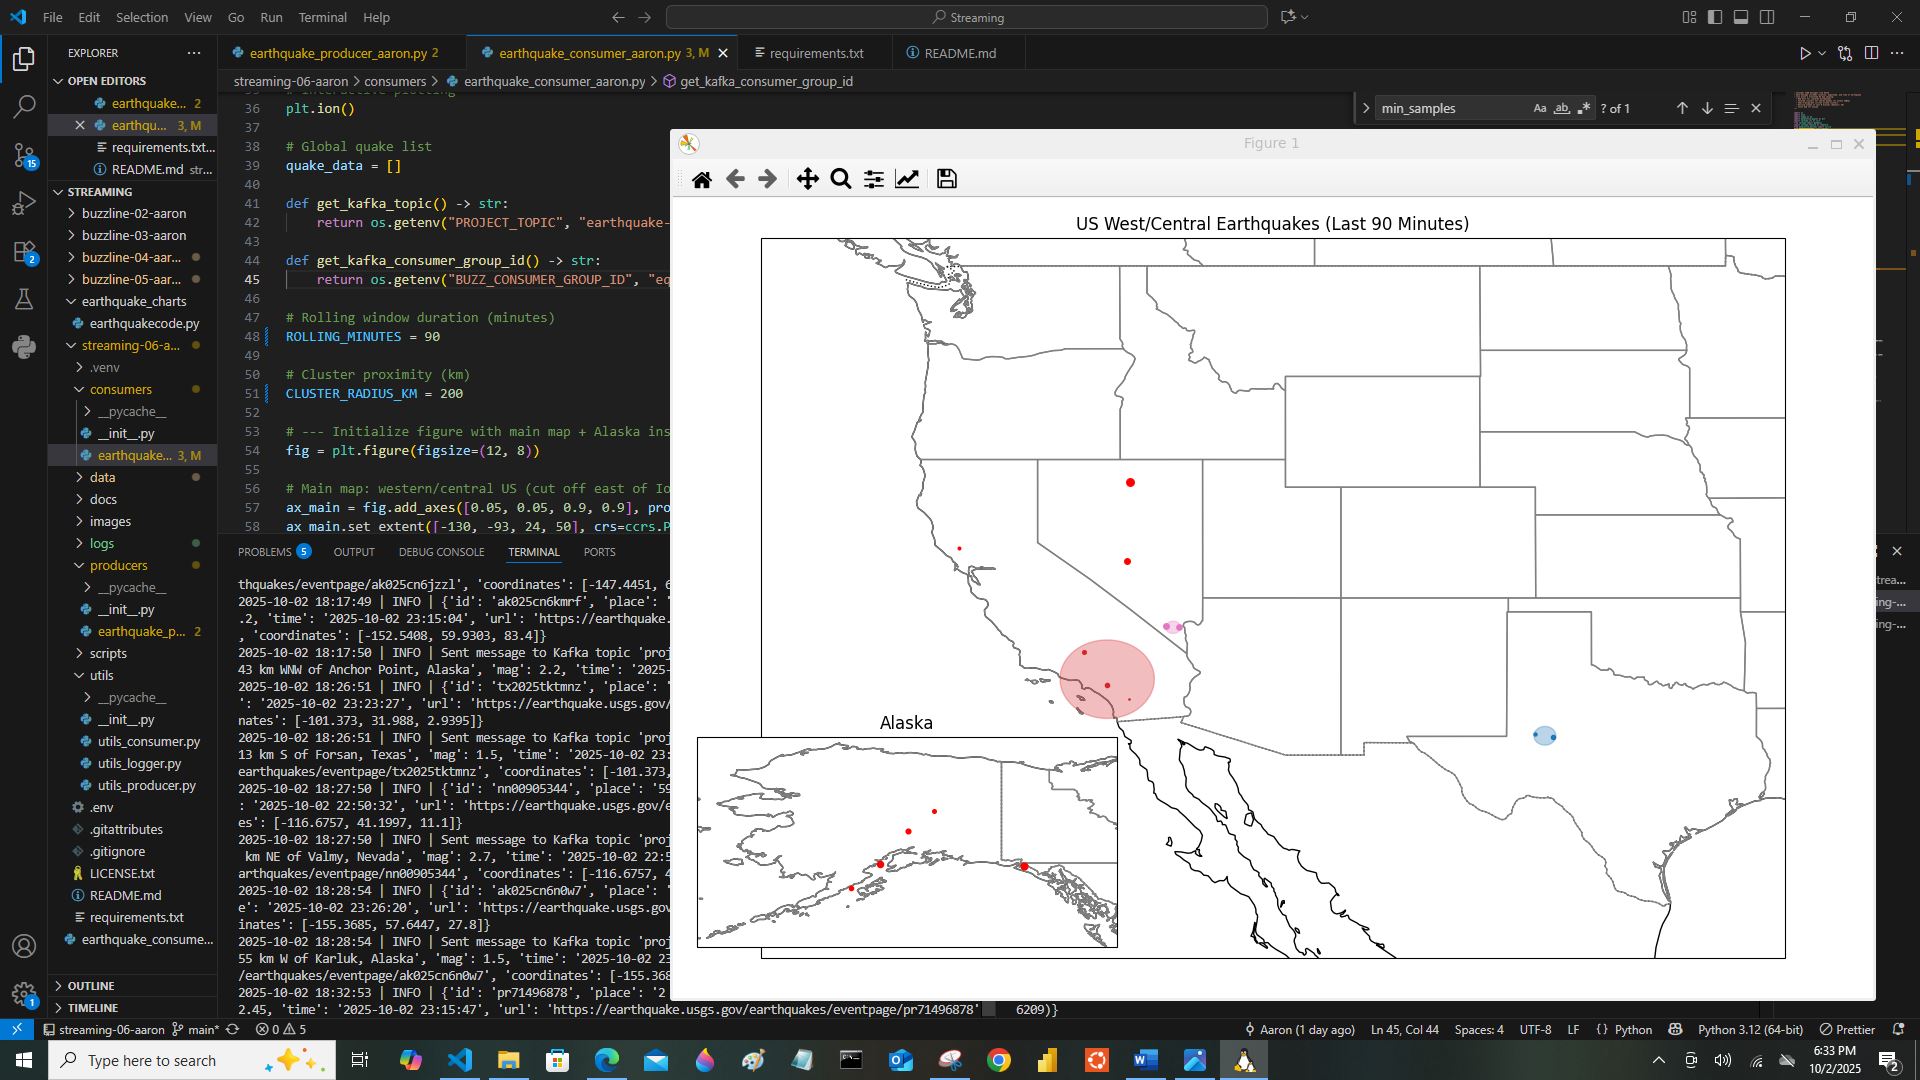 File Edit Selection View Go Run Terminal Help
Streaming
EXPLORER
OPEN EDITORS
earthquake... 2
earthqu... 3, M
requirements.txt...
README.md str...
STREAMING
buzzline-02-aaron
buzzline-03-aaron
buzzline-04-aar...
buzzline-05-aar...
earthquake_charts
earthquakecode.py
streaming-06-a...
.venv
consumers
__pycache__
__init__.py
earthquake... 3, M
data
docs
images
logs
producers
__pycache__
__init__.py
earthquake_p... 2
scripts
utils
__pycache__
__init__.py
utils_consumer.py
utils_logger.py
utils_producer.py
.env
.gitattributes
.gitignore
LICENSE.txt
README.md
requirements.txt
earthquake_consume...
OUTLINE
TIMELINE
15
2
1
earthquake_producer_aaron.py 2
earthquake_consumer_aaron.py 3, M
requirements.txt
README.md
streaming-06-aaron > consumers > earthquake_consumer_aaron.py > get_kafka_consumer_group_id
min_samples
Aa ab .* ? of 1
36 plt.ion()
37
38 # Global quake list
39 quake_data = []
40
41 def get_kafka_topic() -> str:
42 return os.getenv("PROJECT_TOPIC", "earthquake-
43
44 def get_kafka_consumer_group_id() -> str:
45 return os.getenv("BUZZ_CONSUMER_GROUP_ID", "eq
46
47 # Rolling window duration (minutes)
48 ROLLING_MINUTES = 90
49
50 # Cluster proximity (km)
51 CLUSTER_RADIUS_KM = 200
52
53 # --- Initialize figure with main map + Alaska ins
54 fig = plt.figure(figsize=(12, 8))
55
56 # Main map: western/central US (cut off east of Io
57 ax_main = fig.add_axes([0.05, 0.05, 0.9, 0.9], pro
58 ax_main.set_extent([-130, -93, 24, 50], crs=ccrs.P
PROBLEMS 5 OUTPUT DEBUG CONSOLE TERMINAL PORTS
thquakes/eventpage/ak025cn6jzzl', 'coordinates': [-147.4451, 6
2025-10-02 18:17:49 | INFO | {'id': 'ak025cn6kmrf', 'place': '
.2, 'time': '2025-10-02 23:15:04', 'url': 'https://earthquake.
, 'coordinates': [-152.5408, 59.9303, 83.4]}
2025-10-02 18:17:50 | INFO | Sent message to Kafka topic 'proj
43 km WNW of Anchor Point, Alaska', 'mag': 2.2, 'time': '2025-
2025-10-02 18:26:51 | INFO | {'id': 'tx2025tktmnz', 'place': '
': '2025-10-02 23:23:27', 'url': 'https://earthquake.usgs.gov/
nates': [-101.373, 31.988, 2.9395]}
2025-10-02 18:26:51 | INFO | Sent message to Kafka topic 'proj
13 km S of Forsan, Texas', 'mag': 1.5, 'time': '2025-10-02 23:
earthquakes/eventpage/tx2025tktmnz', 'coordinates': [-101.373,
2025-10-02 18:27:50 | INFO | {'id': 'nn00905344', 'place': '59
: '2025-10-02 22:50:32', 'url': 'https://earthquake.usgs.gov/e
es': [-116.6757, 41.1997, 11.1]}
2025-10-02 18:27:50 | INFO | Sent message to Kafka topic 'proj
km NE of Valmy, Nevada', 'mag': 2.7, 'time': '2025-10-02 22:5
arthquakes/eventpage/nn00905344', 'coordinates': [-116.6757, 4
2025-10-02 18:28:54 | INFO | {'id': 'ak025cn6n0w7', 'place': '
e': '2025-10-02 23:26:20', 'url': 'https://earthquake.usgs.gov
inates': [-155.3685, 57.6447, 27.8]}
2025-10-02 18:28:54 | INFO | Sent message to Kafka topic 'proj
55 km W of Karluk, Alaska', 'mag': 1.5, 'time': '2025-10-02 23
/earthquakes/eventpage/ak025cn6n0w7', 'coordinates': [-155.368
2025-10-02 18:32:53 | INFO | {'id': 'pr71496878', 'place': '2
2.45, 'time': '2025-10-02 23:15:47', 'url': 'https://earthquake.usgs.gov/earthquakes/eventpage/pr71496878' 6209)}
Figure 1
US West/Central Earthquakes (Last 90 Minutes)
Alaska
streaming-06-aaron main* 0 5
Aaron (1 day ago) Ln 45, Col 44 Spaces: 4 UTF-8 LF {} Python Python 3.12 (64-bit) Prettier
Type here to search
6:33 PM
10/2/2025
2